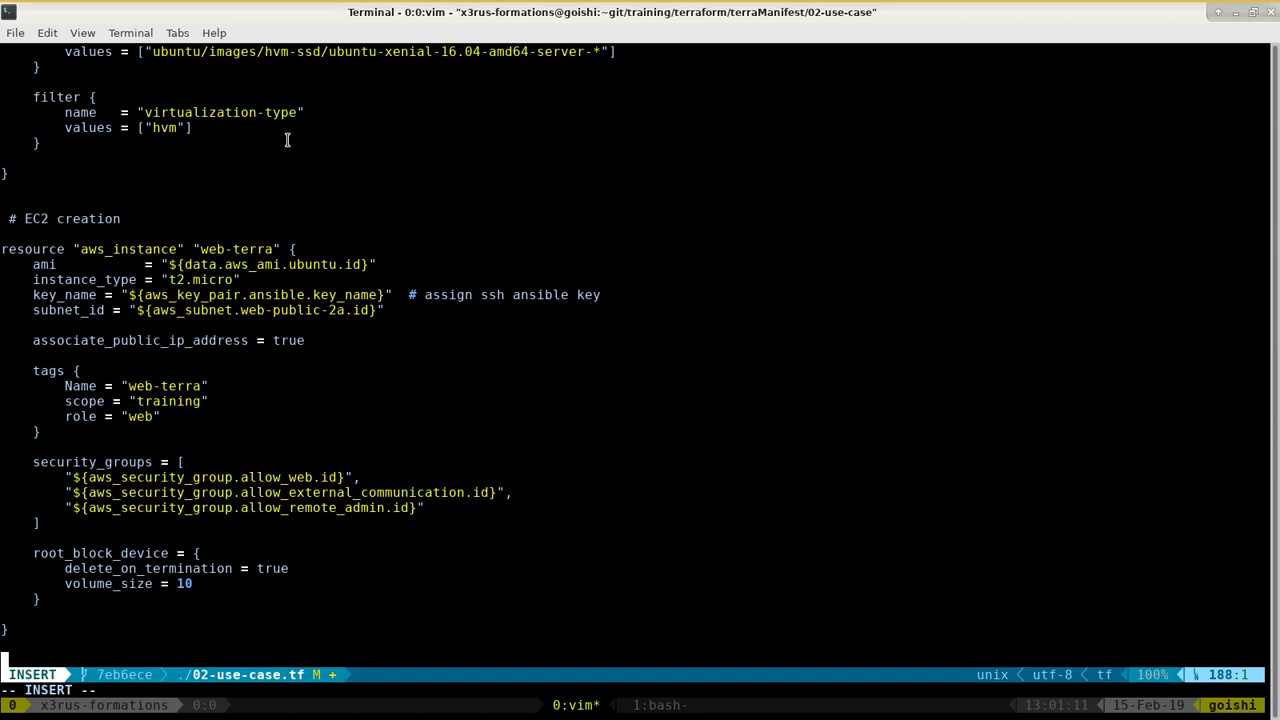 Terminal - 0:0:vim - "x3rus-formations@goishi:~git/training/terraform/terraManifest/02-use-case"
File Edit View Terminal Tabs Help
        values = ["ubuntu/images/hvm-ssd/ubuntu-xenial-16.04-amd64-server-*"]
    }
    filter {
        name   = "virtualization-type"
        values = ["hvm"]
    }
}
 # EC2 creation
resource "aws_instance" "web-terra" {
    ami           = "${data.aws_ami.ubuntu.id}"
    instance_type = "t2.micro"
    key_name = "${aws_key_pair.ansible.key_name}"  # assign ssh ansible key
    subnet_id = "${aws_subnet.web-public-2a.id}"
    associate_public_ip_address = true
    tags {
        Name = "web-terra"
        scope = "training"
        role = "web"
    }
    security_groups = [
        "${aws_security_group.allow_web.id}",
        "${aws_security_group.allow_external_communication.id}",
        "${aws_security_group.allow_remote_admin.id}"
    ]
    root_block_device = {
        delete_on_termination = true
        volume_size = 10
    }
}
INSERT 7eb6ece ./02-use-case.tf M + unix utf-8 tf 100% 188:1
-- INSERT --
0 x3rus-formations 0:0 0:vim* 1:bash- 13:01:11 15-Feb-19 goishi